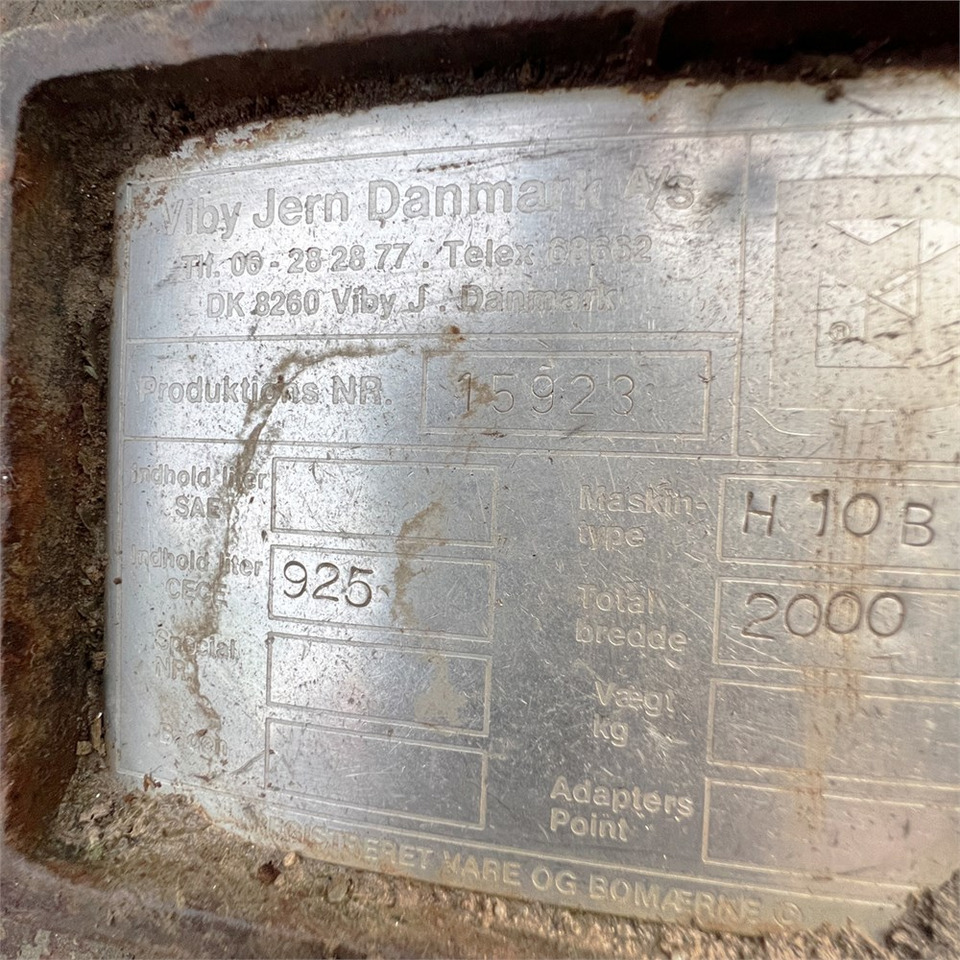 Viby Jern Danmark A/S
Tlf. 06 - 28 28 77 . Telex 68662
DK 8260 Viby J . Danmark
Produktions NR. 15923
Indhold liter
SAE
Indhold liter
CECE 925
Special
NR.
Maskin-
type H 10 B
Total
bredde 2000
Vægt
kg
Adapters
Point
VARE OG BOMÆRKE
®